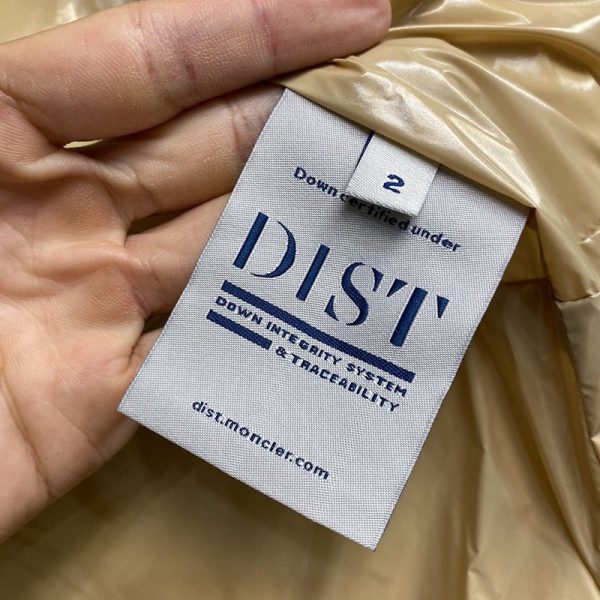 2
Down certified under
DIST
DOWN INTEGRITY SYSTEM
& TRACEABILITY
dist.moncler.com